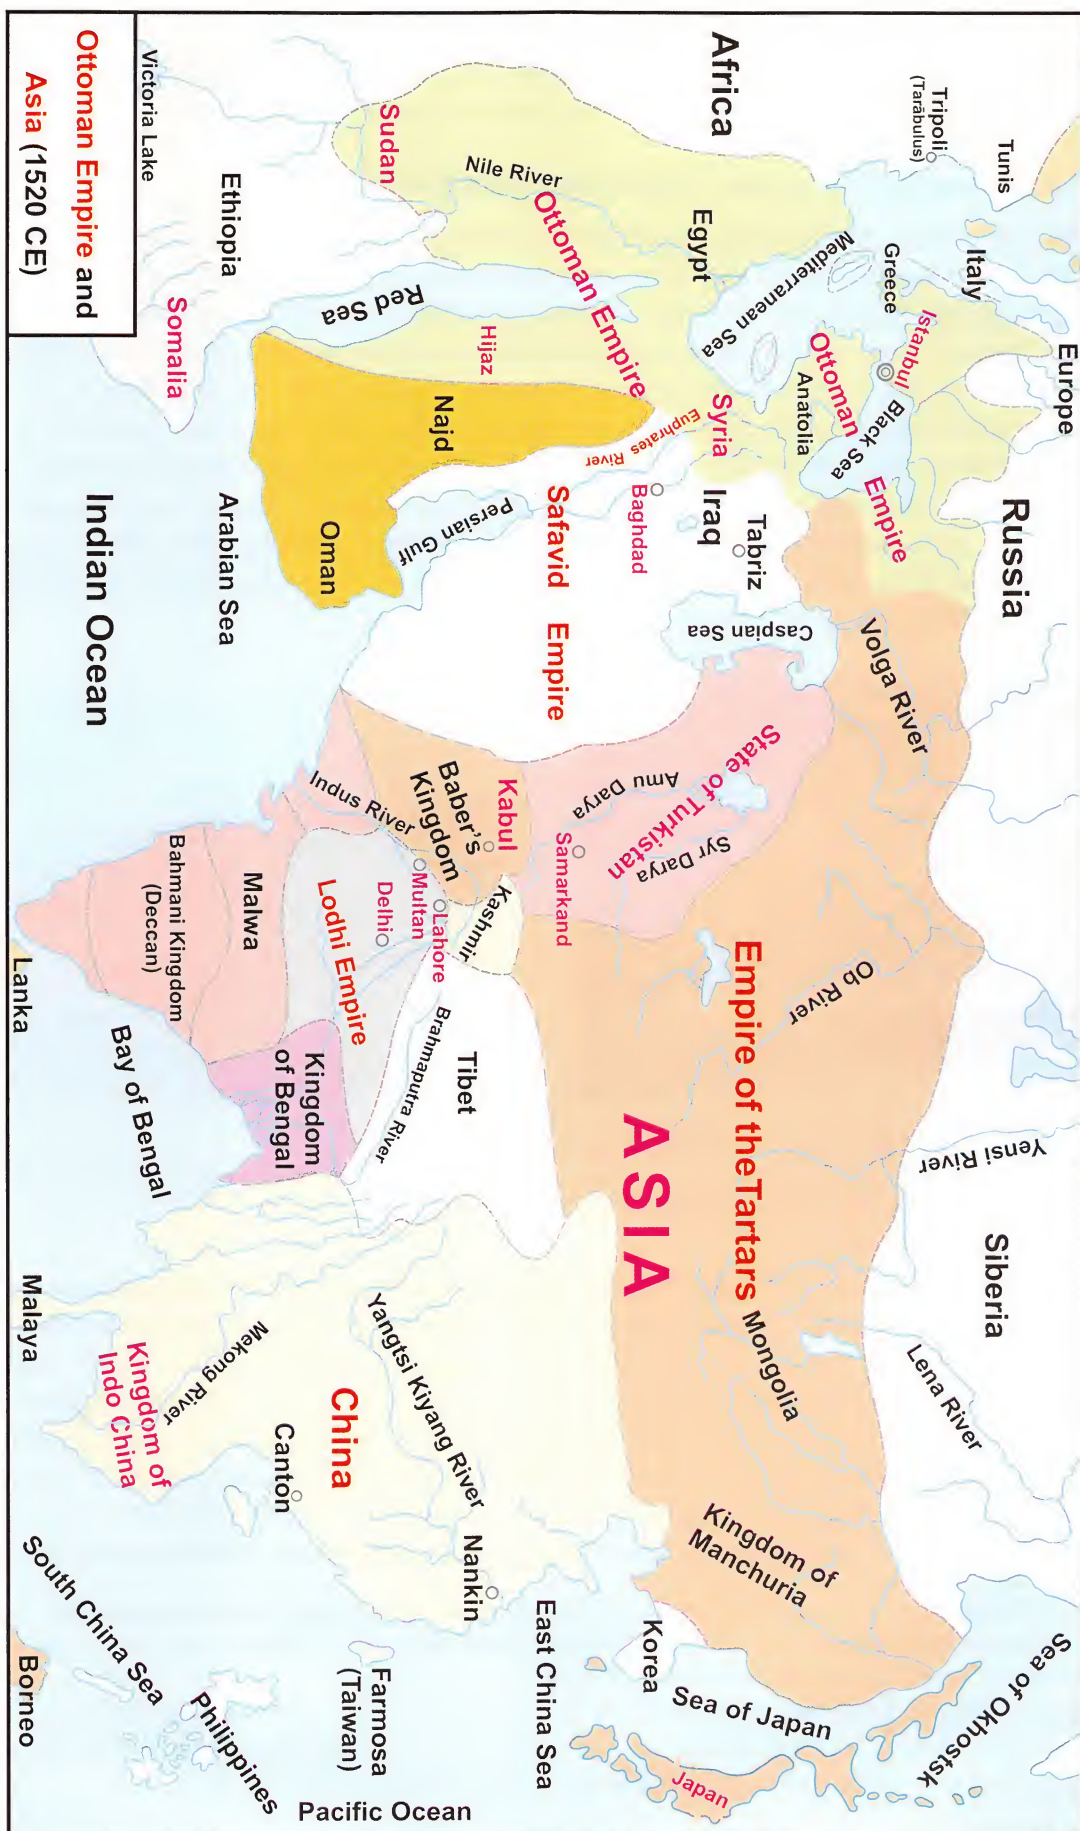 Ottoman Empire and
Asia (1520 CE)
Europe
Russia
Siberia
Sea of Okhostsk
Tunis
Italy
Tripoli
(Tarābulus)
Greece
Istanbul
Black Sea
Ottoman
Empire
Anatolia
Mediterranean Sea
Africa
Egypt
Syria
Iraq
Tabriz
Baghdad
Caspian Sea
Volga River
Ob River
Yensi River
Lena River
Empire of theTartars
Mongolia
Kingdom of
Manchuria
ASIA
State of Turkistan
Syr Darya
Amu Darya
Samarkand
Nile River
Ottoman Empire
Euphrates River
Safavid Empire
Persian Gulf
Hijaz
Najd
Oman
Red Sea
Sudan
Ethiopia
Somalia
Victoria Lake
Arabian Sea
Indian Ocean
Kabul
Baber's
Kingdom
Kashmir
Lahore
Multan
Delhi
Indus River
Lodhi Empire
Malwa
Bahmani Kingdom
(Deccan)
Lanka
Kingdom
of Bengal
Bay of Bengal
Tibet
Brahmaputra River
China
Yangtsi Kiyang River
Nankin
Canton
Mekong River
Kingdom of
Indo China
Malaya
South China Sea
Borneo
Philippines
Farmosa
(Taiwan)
East China Sea
Korea
Sea of Japan
Japan
Pacific Ocean